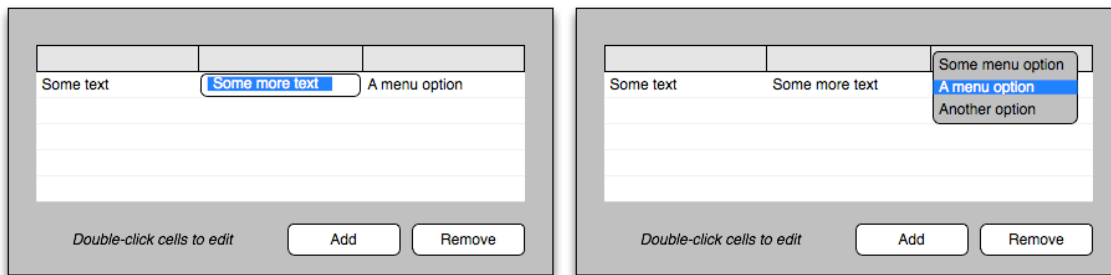 Some text Some more text A menu option
Double-click cells to edit Add Remove
Some menu option
Some text Some more text A menu option
Another option
Double-click cells to edit Add Remove